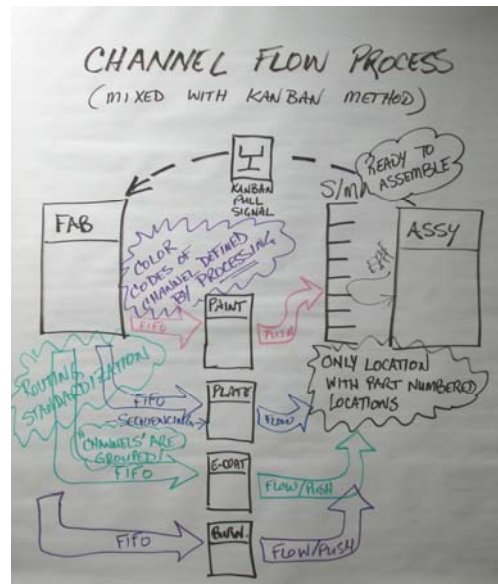 CHANNEL FLOW PROCESS
(MIXED WITH KANBAN METHOD)
KANBAN
PULL
SIGNAL
READY TO
ASSEMBLE
FAB
ASSY
COLOR
CODES OF
CHANNEL DEFINED
BY PROCESSING
FIFO
PAINT
PUSH
ROUTING
STANDARDIZATION
FIFO
SEQUENCING
PLATE
FLOW
ONLY LOCATION
WITH PART NUMBERED
LOCATIONS
"CHANNELS" ARE
GROUPED!
FIFO
E-COAT
FLOW/PUSH
FIFO
FLOW/PUSH